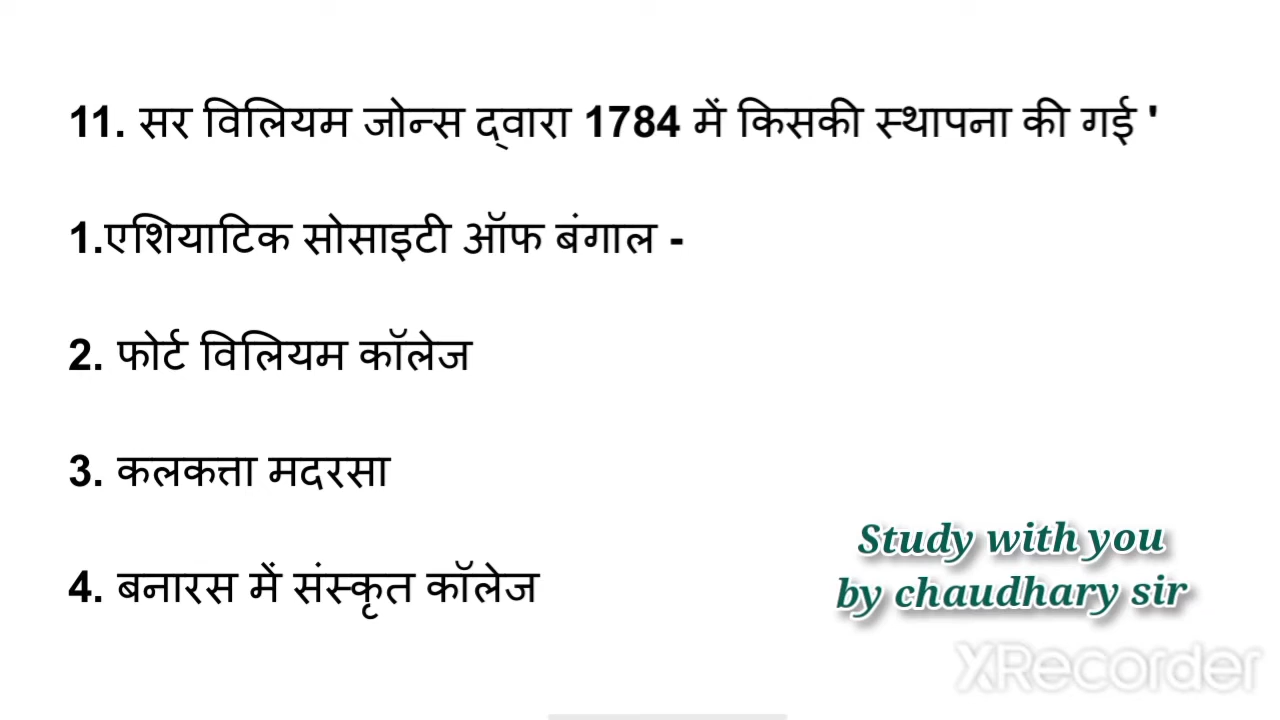 11. सर विलियम जोन्स द्वारा 1784 में किसकी स्थापना की गई '
1.एशियाटिक सोसाइटी ऑफ बंगाल -
2. फोर्ट विलियम कॉलेज
3. कलकत्ता मदरसा
4. बनारस में संस्कृत कॉलेज
Study with you
by chaudhary sir
XRecorder